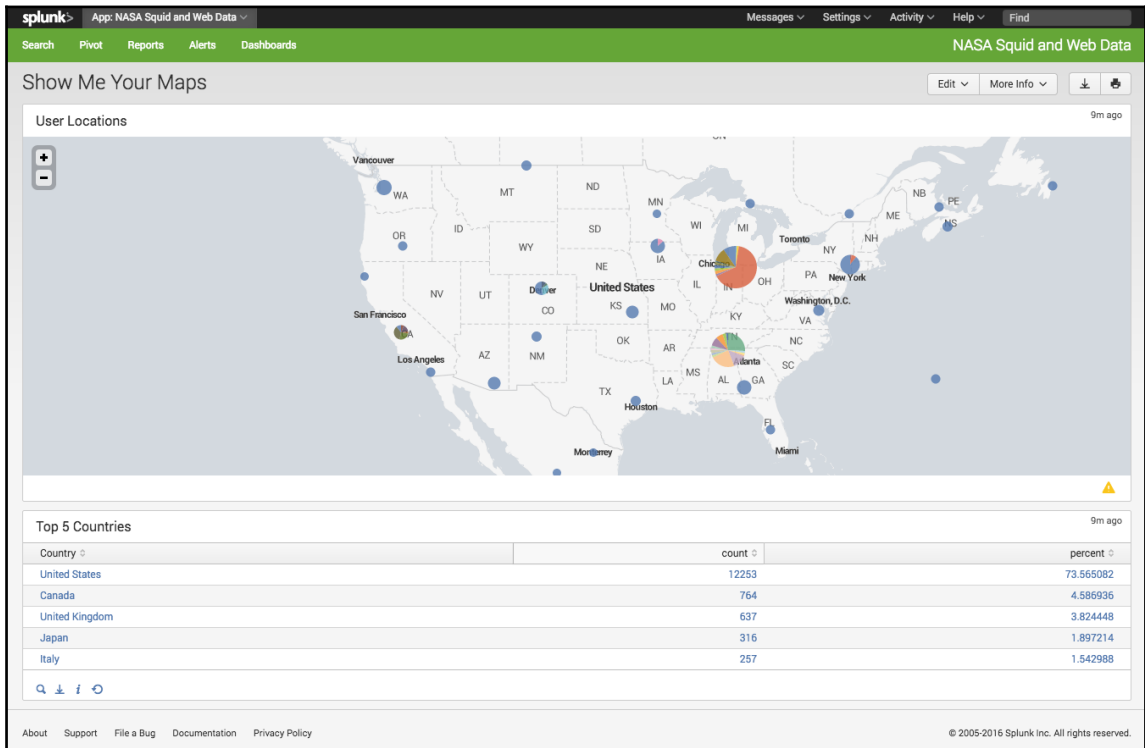 splunk> App: NASA Squid and Web Data Messages Settings Activity Help Find
Search Pivot Reports Alerts Dashboards NASA Squid and Web Data
Show Me Your Maps Edit More Info
User Locations 9m ago
+
-
Vancouver
WA MT ND MN NB PE
OR ID SD WI MI ME NS
WY Toronto NH
IA NY
NE Chicago
United States IL IN OH PA New York
Denver
NV UT CO KS MO Washington, D.C.
San Francisco KY VA
CA OK TN NC
Los Angeles AZ NM AR Atlanta SC
MS AL GA
TX LA
Houston
FL
Monterrey Miami
Top 5 Countries 9m ago
Country count percent
United States 12253 73.565082
Canada 764 4.586936
United Kingdom 637 3.824448
Japan 316 1.897214
Italy 257 1.542988
About Support File a Bug Documentation Privacy Policy © 2005-2016 Splunk Inc. All rights reserved.